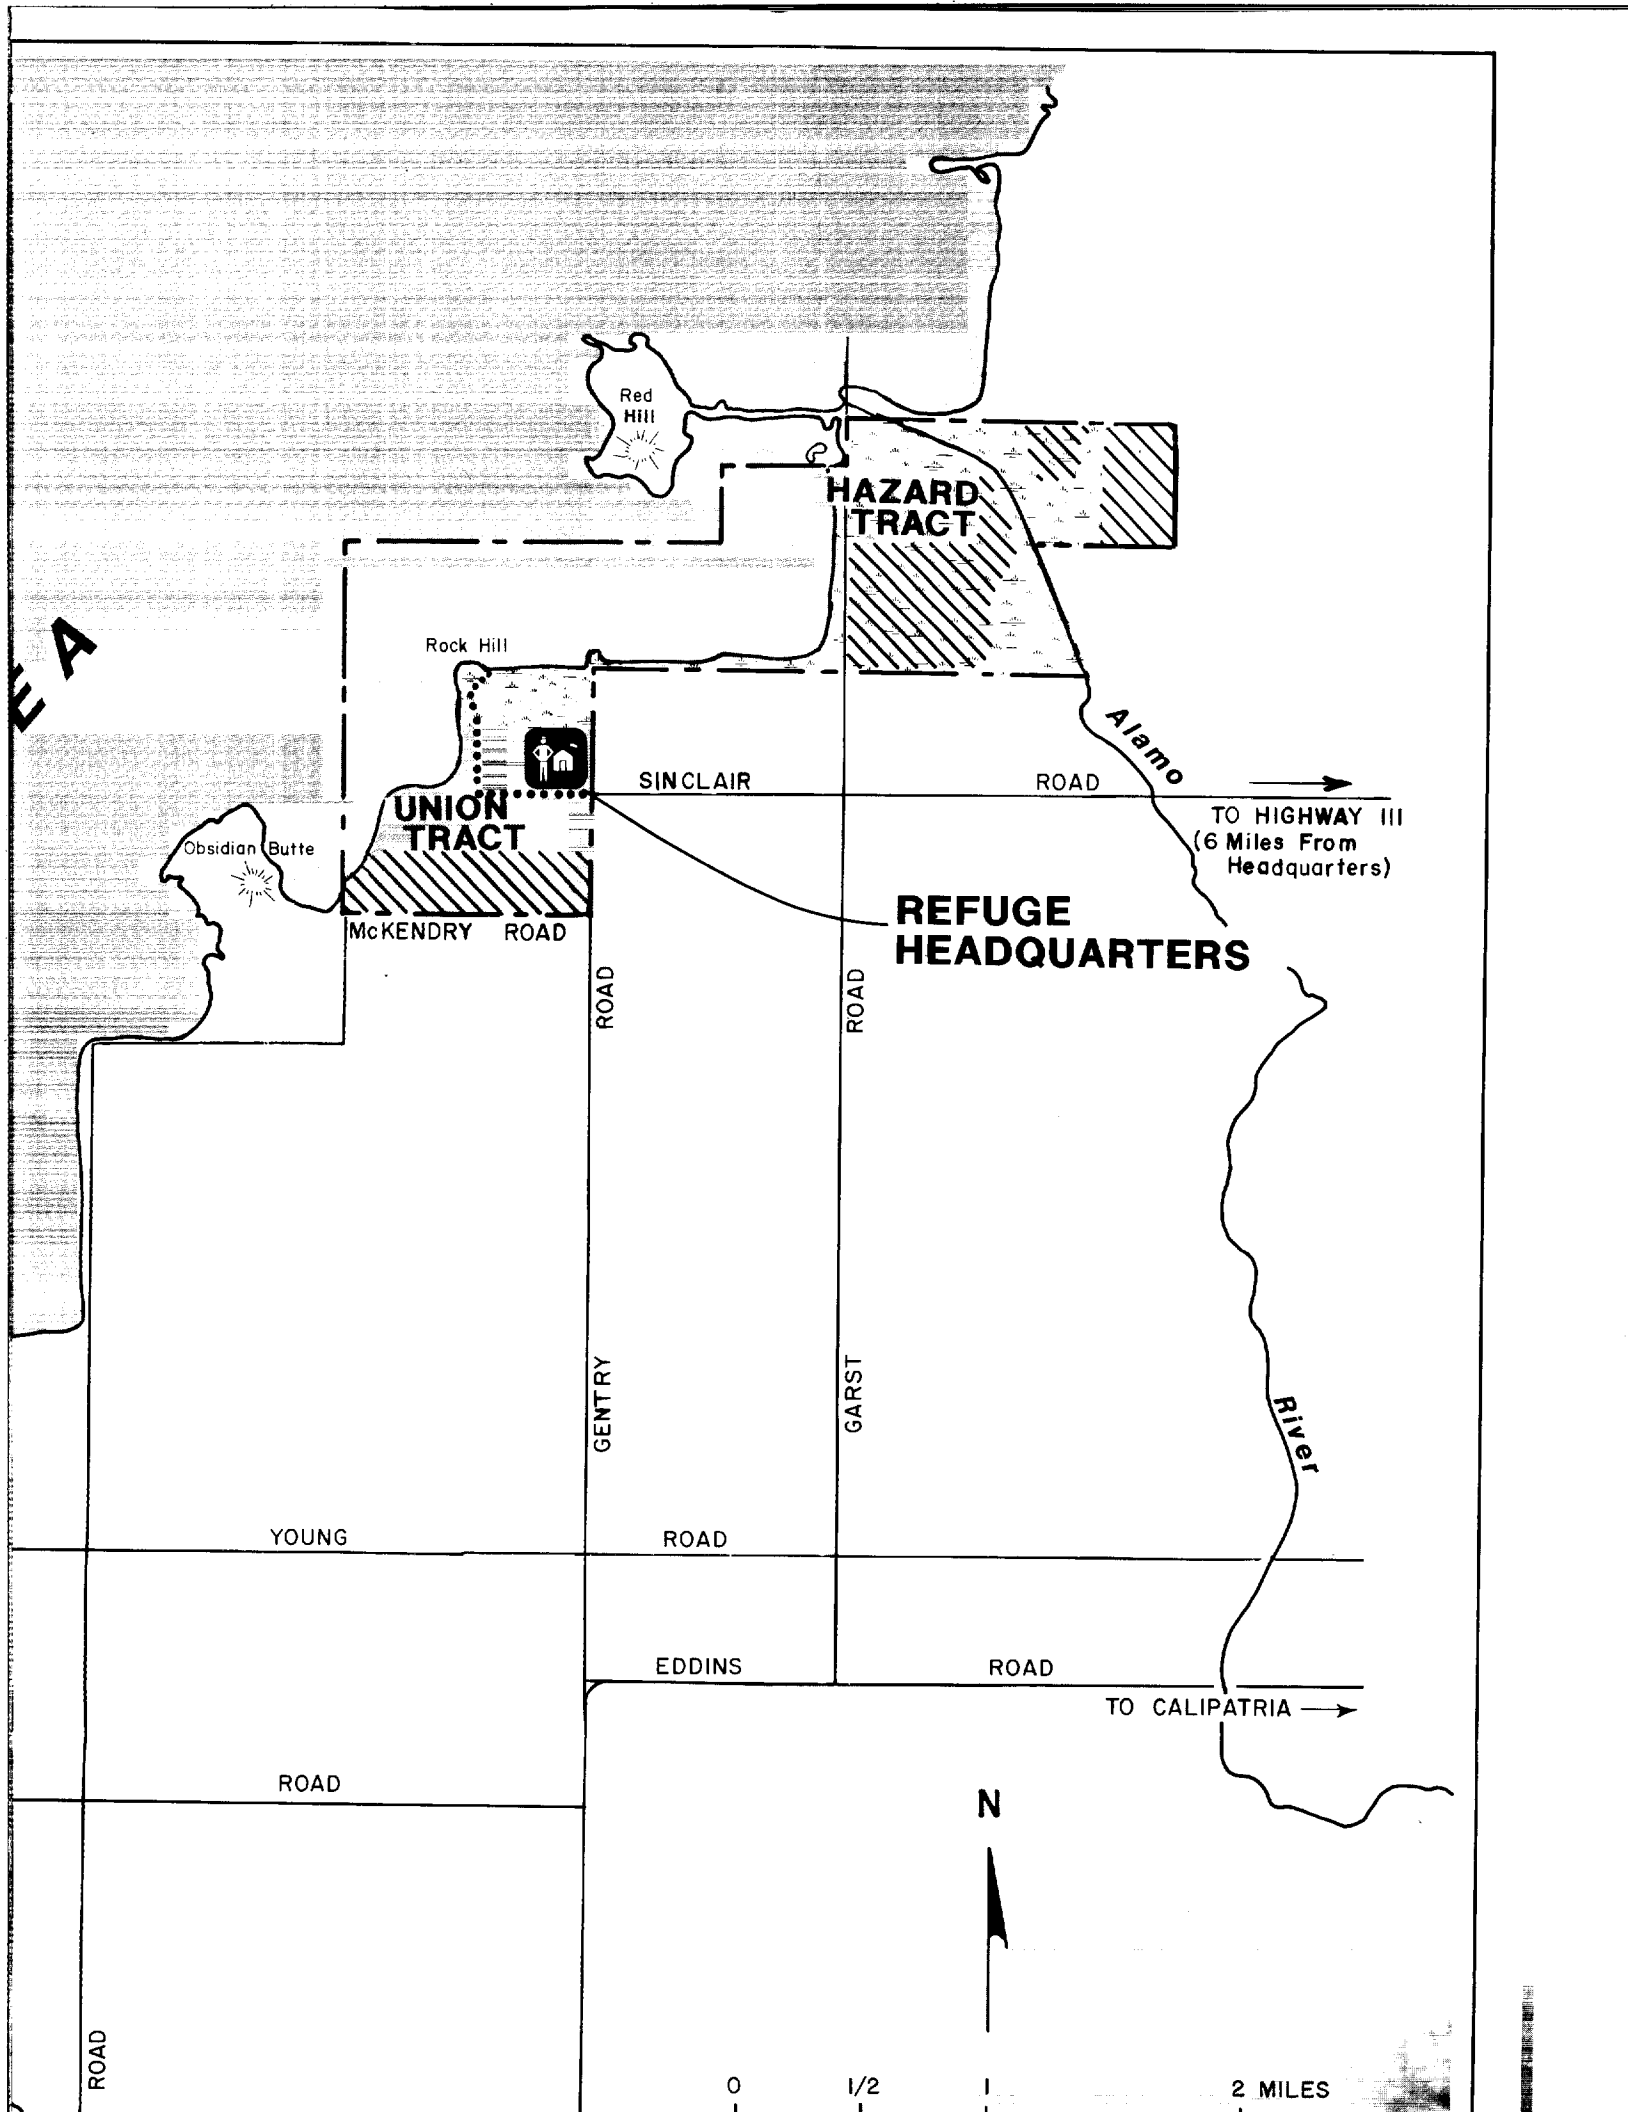 Red
Hill
HAZARD
TRACT
EA
Rock Hill
Alamo
SINCLAIR ROAD
TO HIGHWAY III
(6 Miles From
Headquarters)
UNION
TRACT
Obsidian Butte
REFUGE
HEADQUARTERS
McKENDRY ROAD
ROAD
ROAD
GENTRY
GARST
River
YOUNG ROAD
EDDINS ROAD
TO CALIPATRIA
ROAD
N
ROAD
0 1/2 1 2 MILES